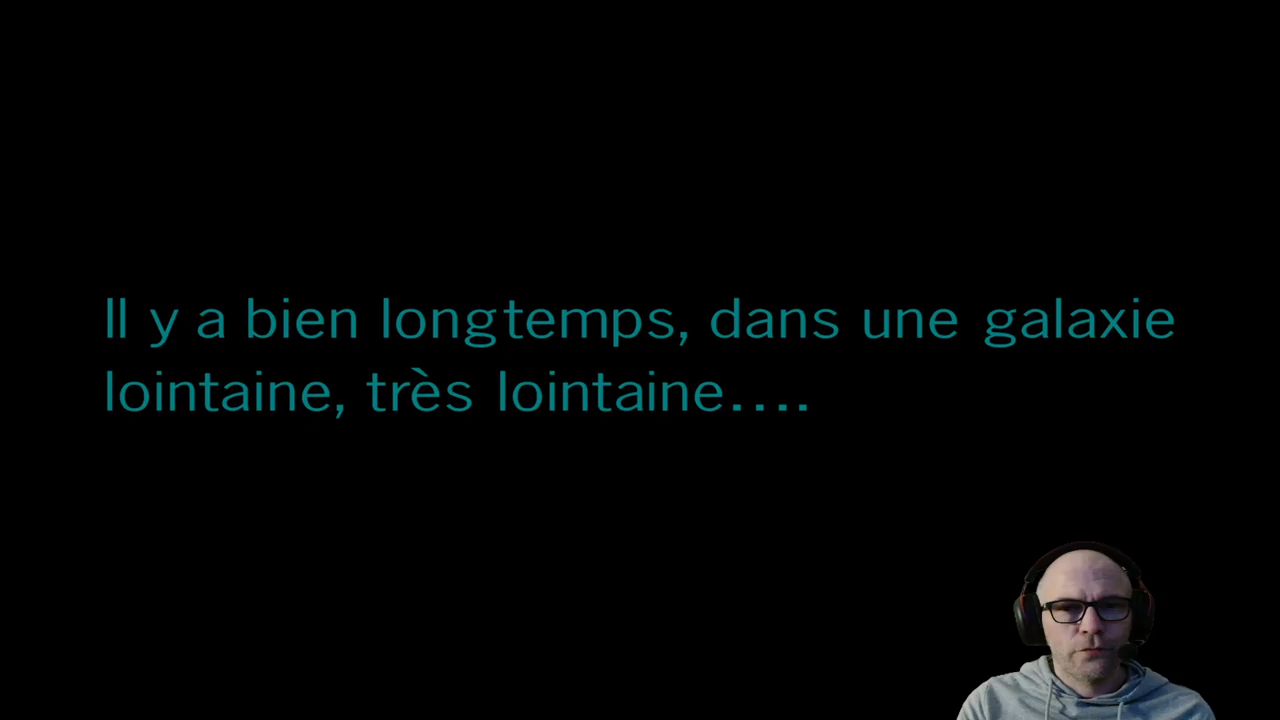 Il y a bien longtemps, dans une galaxie
lointaine, très lointaine….